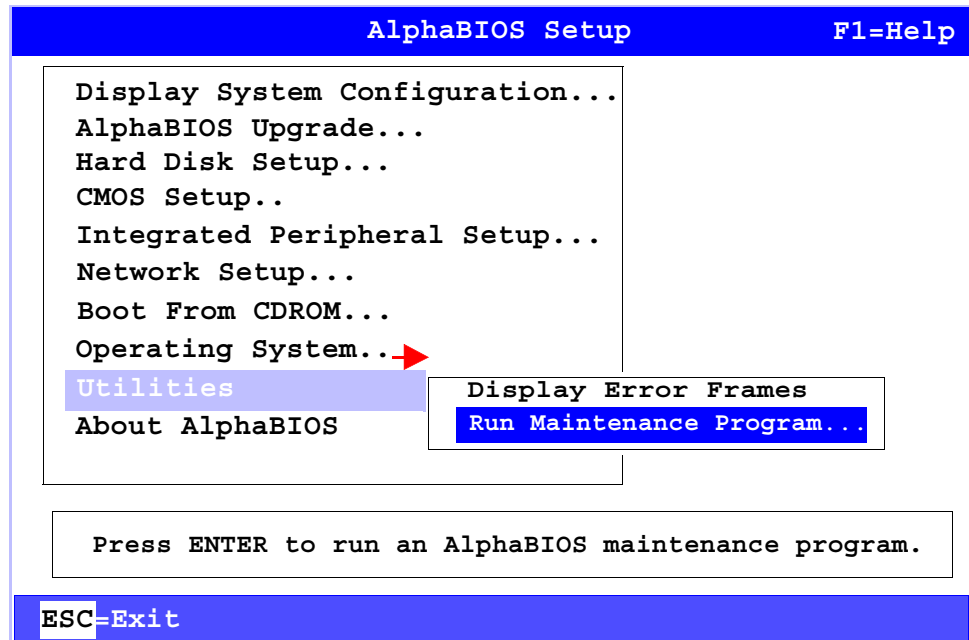 AlphaBIOS Setup F1=Help
Display System Configuration...
AlphaBIOS Upgrade...
Hard Disk Setup...
CMOS Setup..
Integrated Peripheral Setup...
Network Setup...
Boot From CDROM...
Operating System..
Utilities
Display Error Frames
Run Maintenance Program...
About AlphaBIOS
Press ENTER to run an AlphaBIOS maintenance program.
ESC=Exit